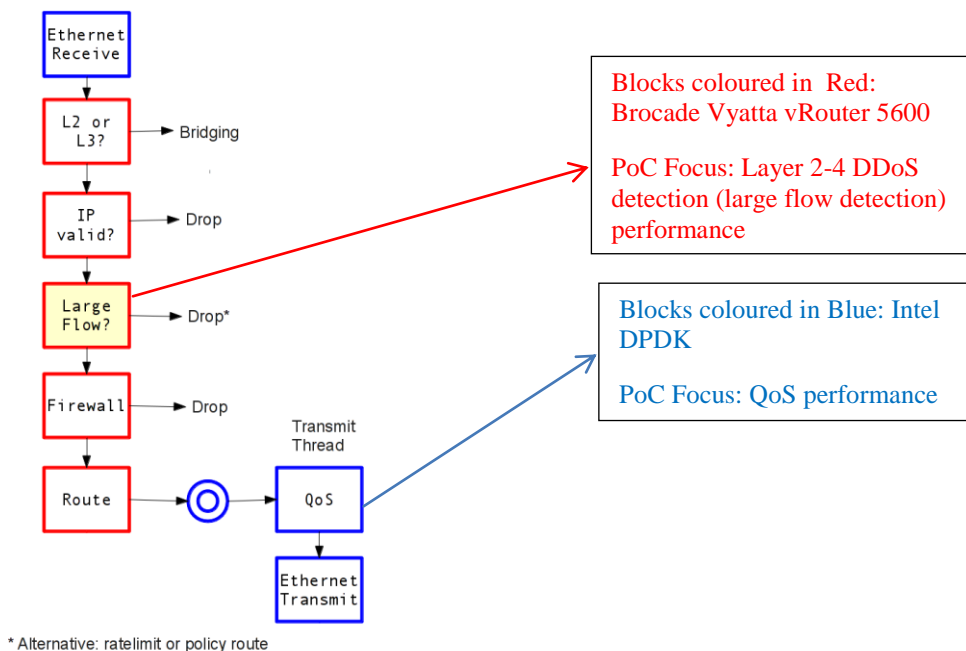 Ethernet
Receive
L2 or
L3?
Bridging
IP
valid?
Drop
Large
Flow?
Drop*
Firewall
Drop
Route
Transmit
Thread
QoS
Ethernet
Transmit
* Alternative: ratelimit or policy route
Blocks coloured in Red:
Brocade Vyatta vRouter 5600
PoC Focus: Layer 2-4 DDoS
detection (large flow detection)
performance
Blocks coloured in Blue: Intel
DPDK
PoC Focus: QoS performance